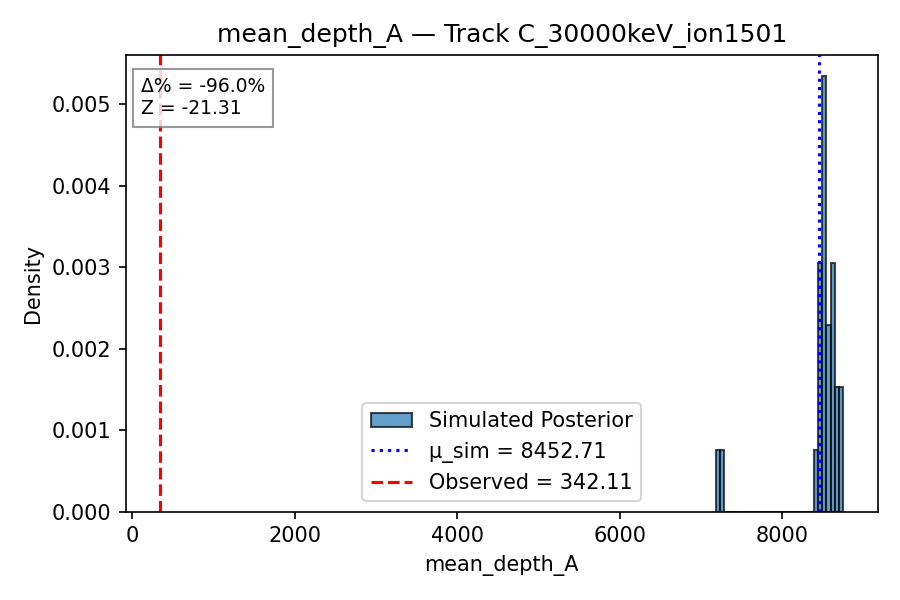 mean_depth_A — Track C_30000keV_ion1501
Δ% = -96.0%
Z = -21.31
Density
0.005
0.004
0.003
0.002
0.001
0.000
Simulated Posterior
μ_sim = 8452.71
Observed = 342.11
0
2000
4000
6000
8000
mean_depth_A